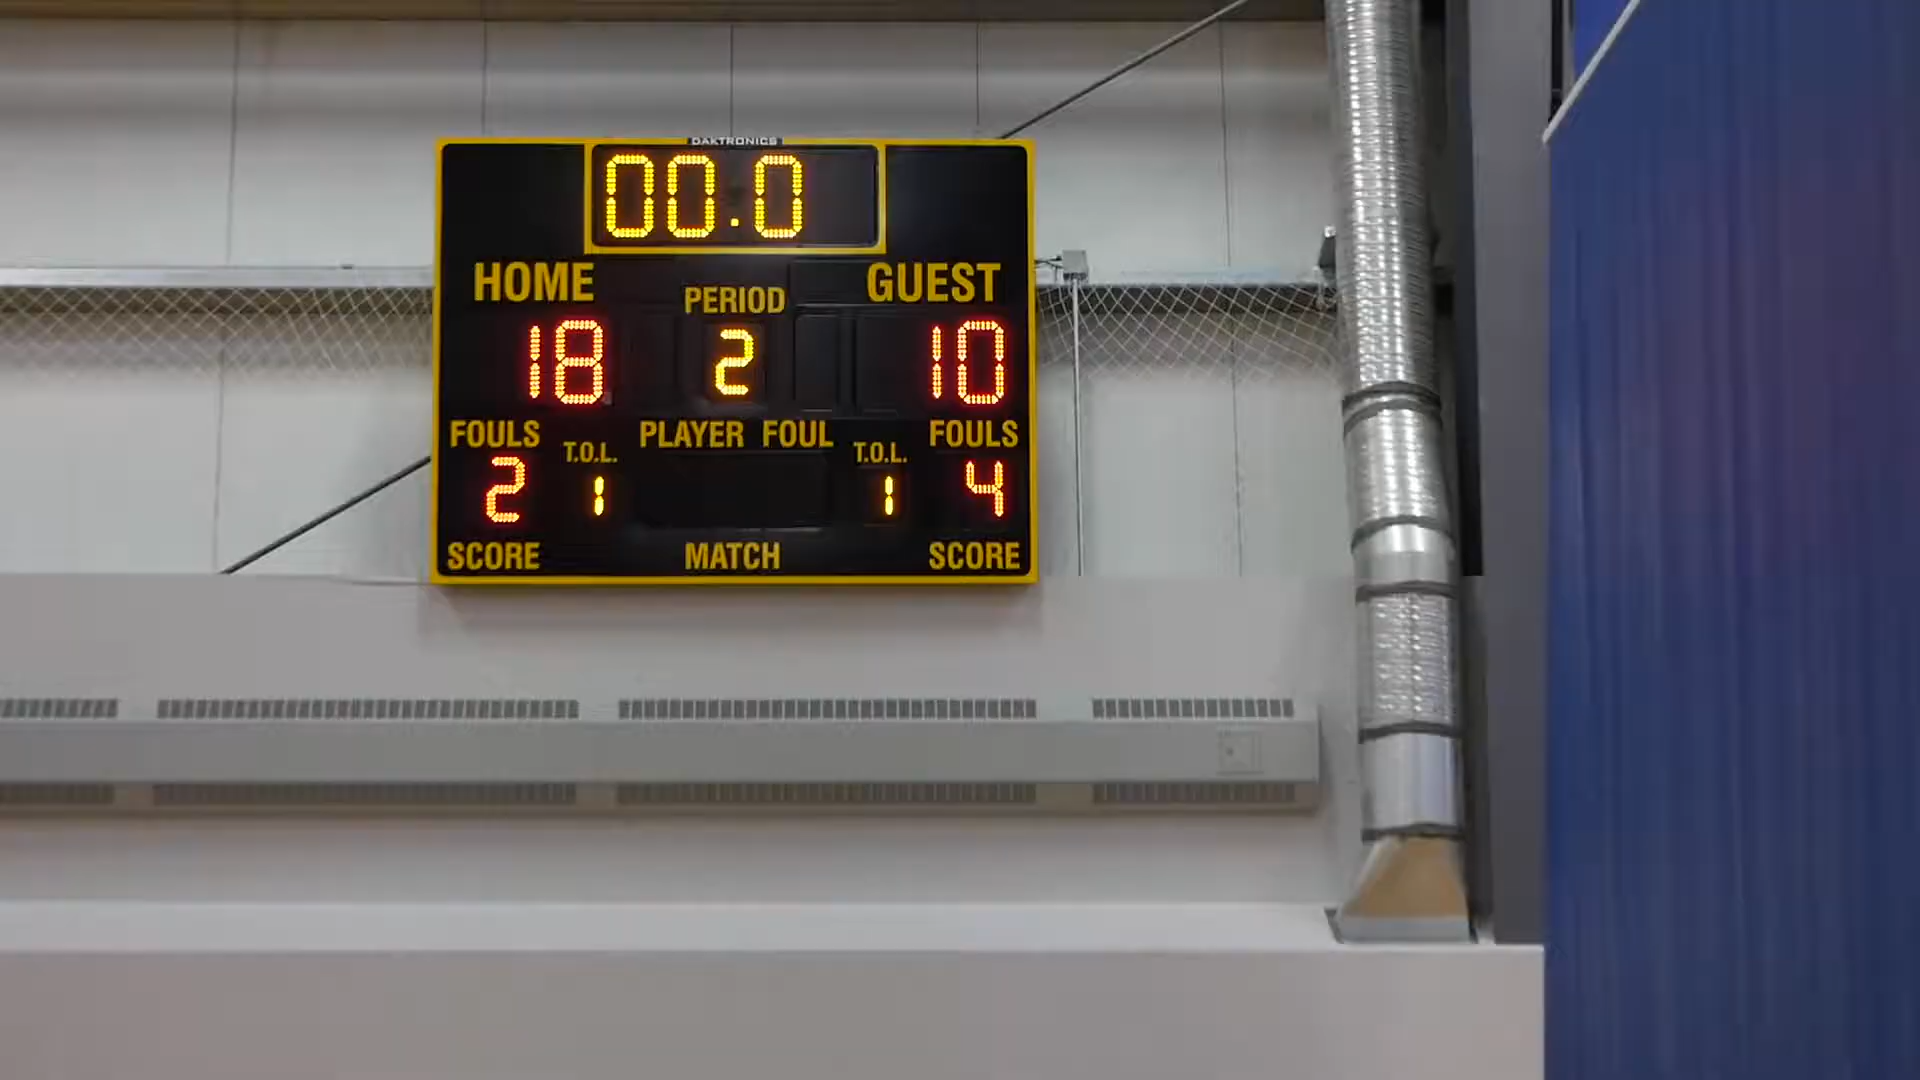 DAKTRONICS
00.0
HOME PERIOD GUEST
18 2 10
FOULS T.O.L. PLAYER FOUL T.O.L. FOULS
2 1 1 4
SCORE MATCH SCORE